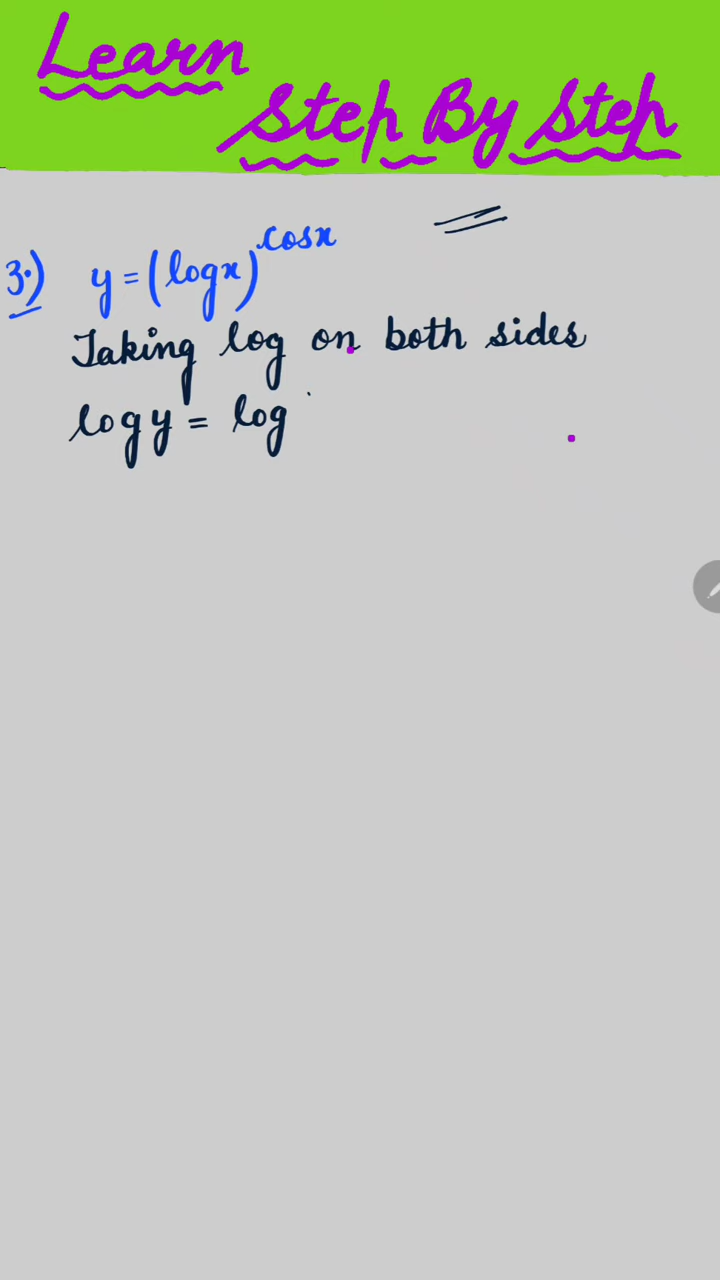 Learn
Step By Step
3.) y = (logx)^cosx
Taking log on both sides
log y = log